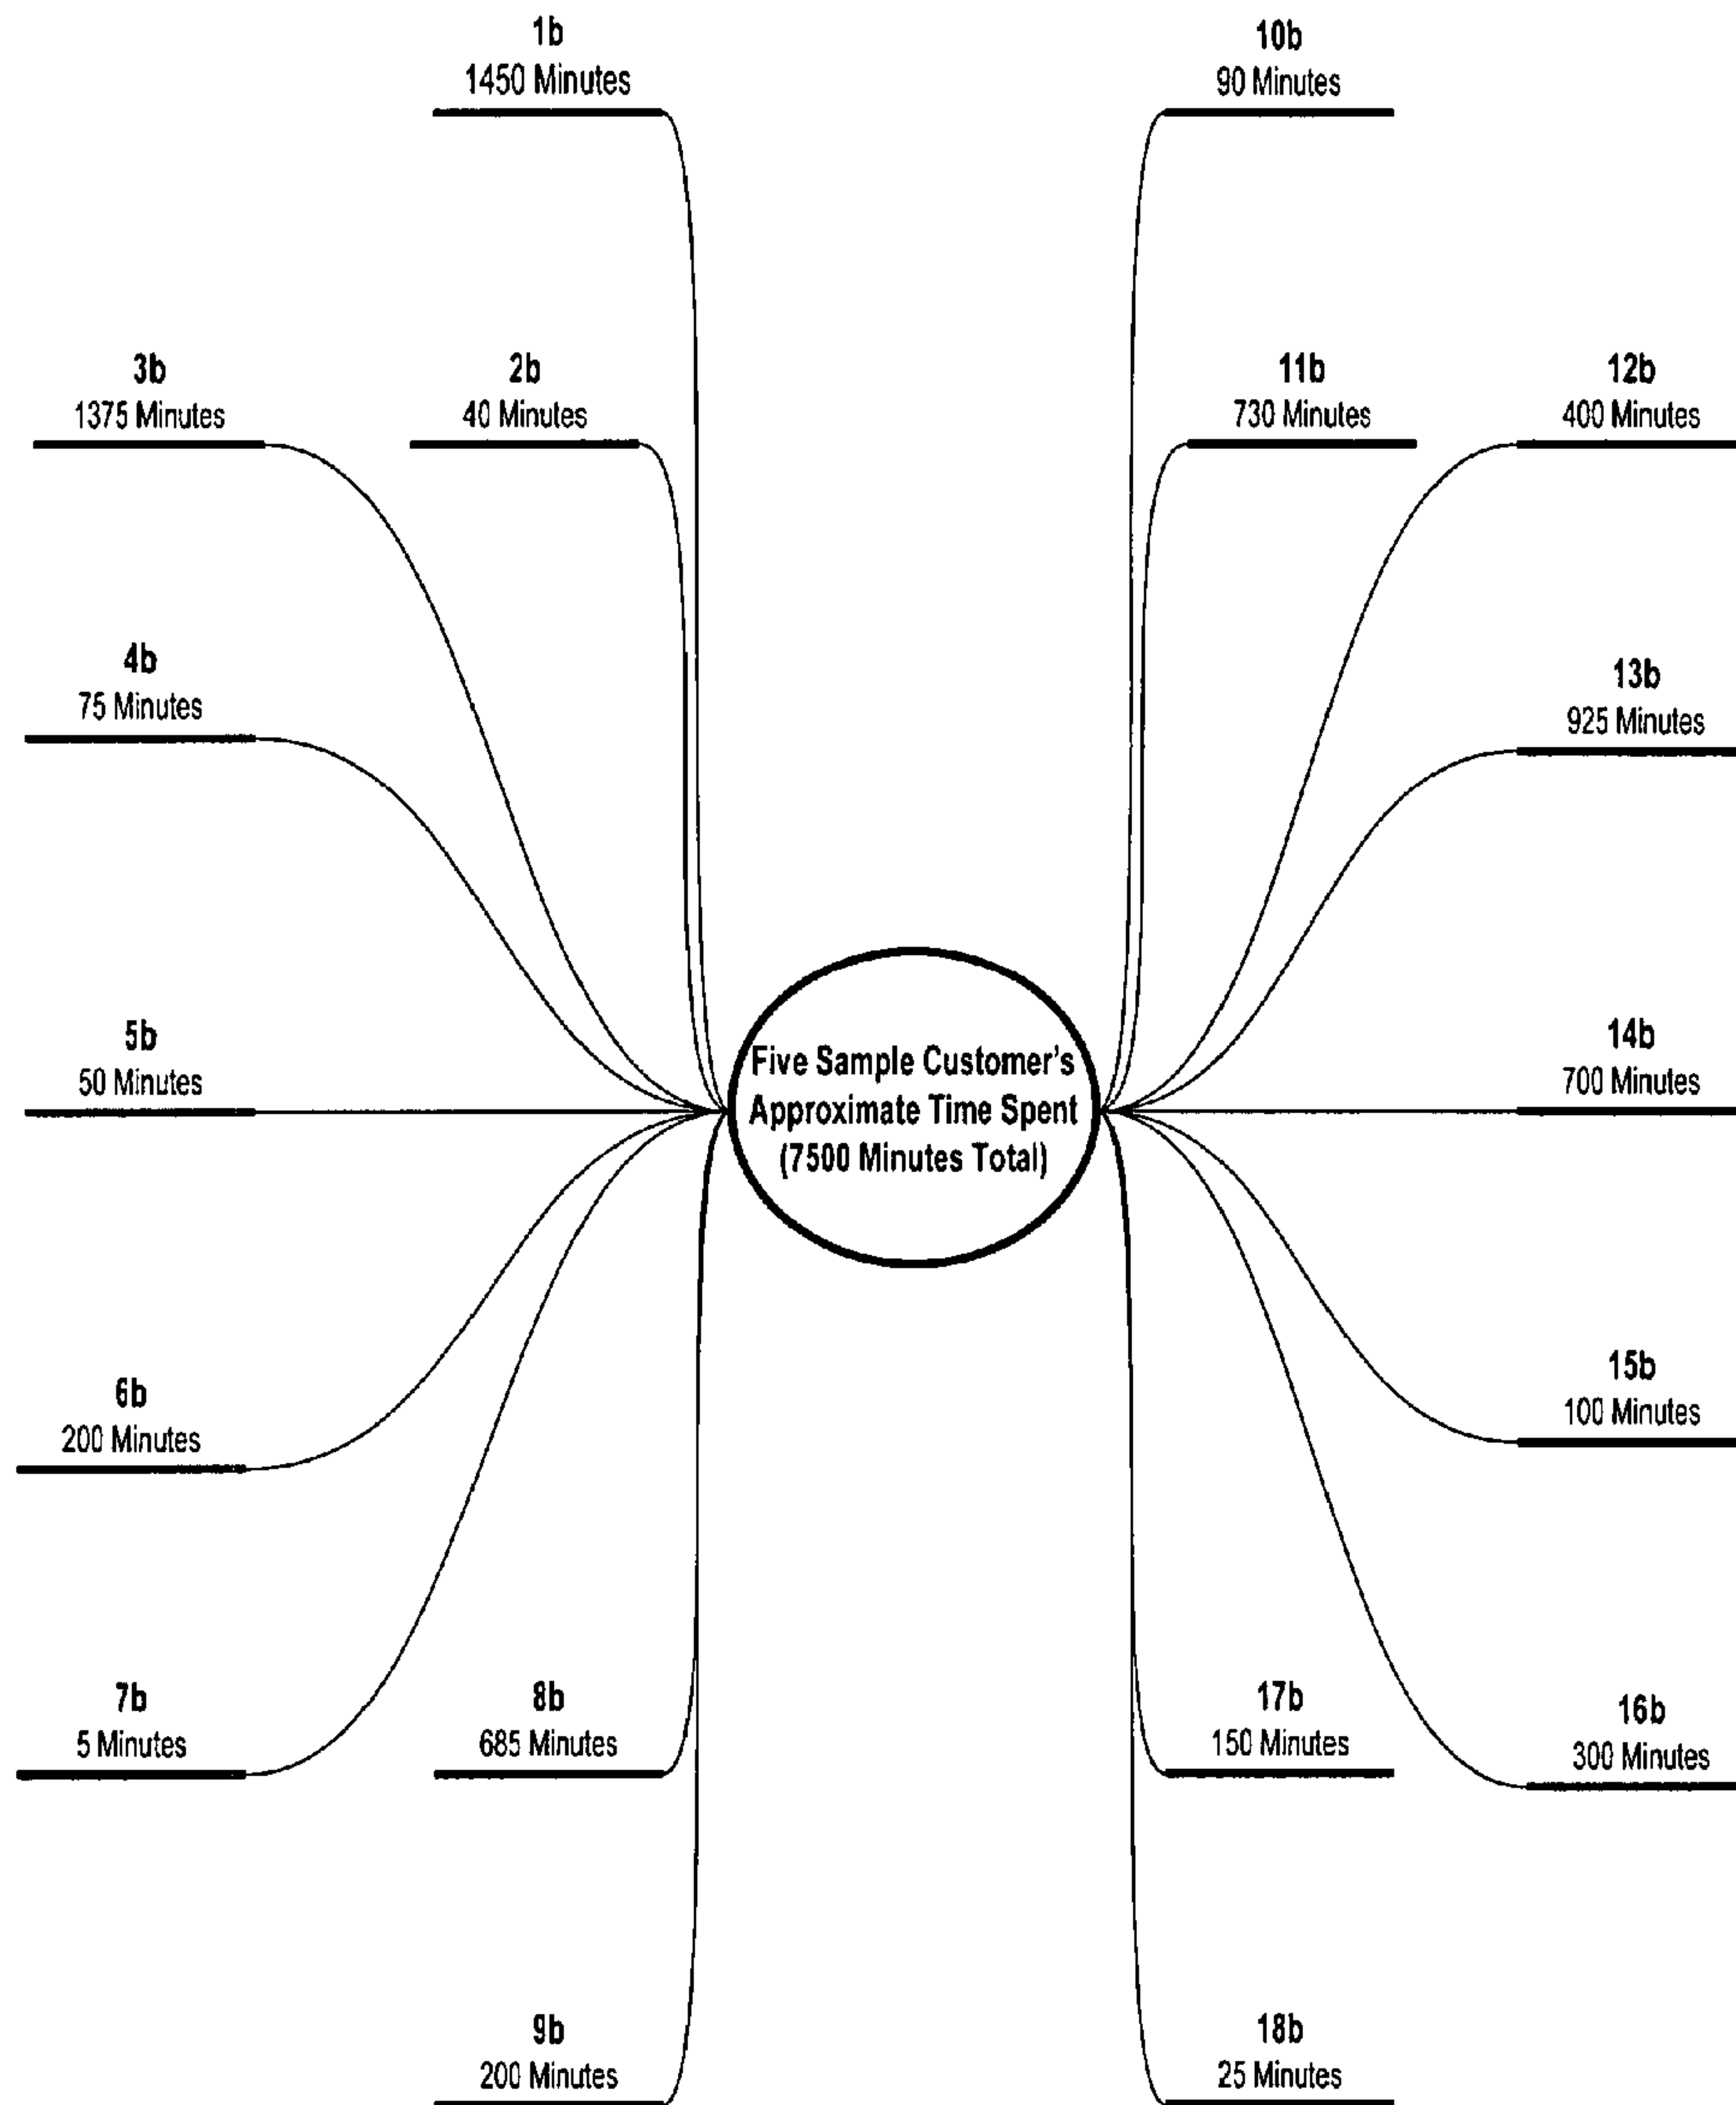 1b
1450 Minutes
10b
90 Minutes
3b
1375 Minutes
2b
40 Minutes
11b
730 Minutes
12b
400 Minutes
4b
75 Minutes
13b
925 Minutes
5b
50 Minutes
Five Sample Customer's
Approximate Time Spent
(7500 Minutes Total)
14b
700 Minutes
6b
200 Minutes
15b
100 Minutes
7b
5 Minutes
8b
685 Minutes
17b
150 Minutes
16b
300 Minutes
9b
200 Minutes
18b
25 Minutes